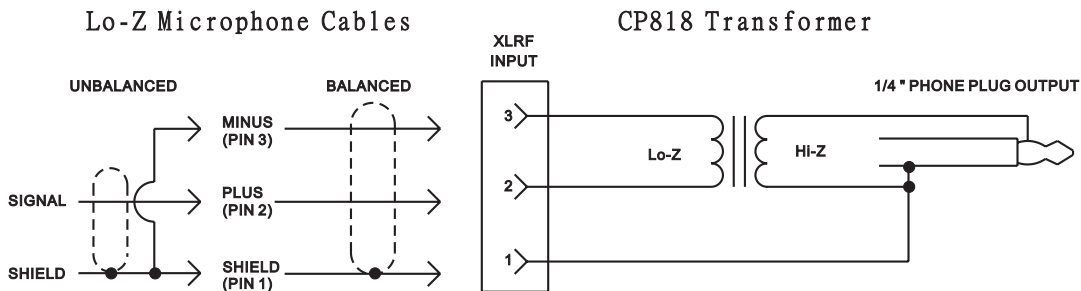 Lo-Z Microphone Cables
CP818 Transformer
XLRF
INPUT
UNBALANCED
BALANCED
1/4 " PHONE PLUG OUTPUT
MINUS
(PIN 3)
3
Lo-Z
Hi-Z
SIGNAL
PLUS
(PIN 2)
2
SHIELD
SHIELD
(PIN 1)
1